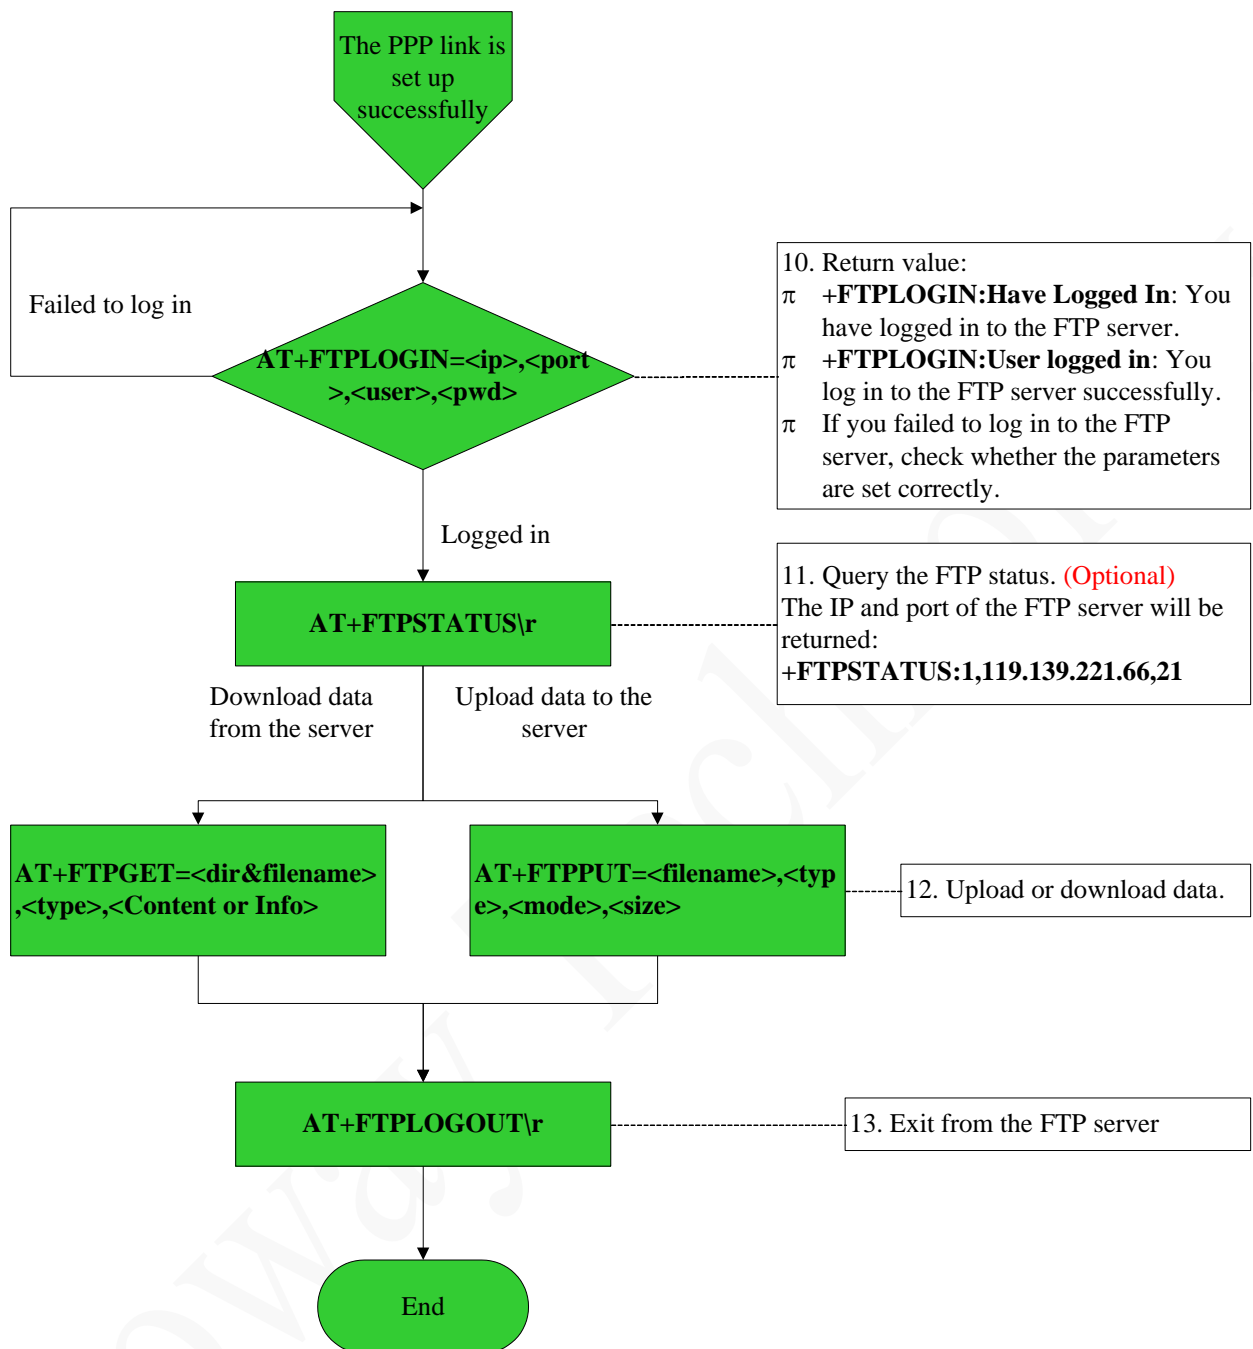 The PPP link is
set up
successfully
Failed to log in
AT+FTPLOGIN=<ip>,<port
>,<user>,<pwd>
10. Return value:
π +FTPLOGIN:Have Logged In: You
have logged in to the FTP server.
π +FTPLOGIN:User logged in: You
log in to the FTP server successfully.
π If you failed to log in to the FTP
server, check whether the parameters
are set correctly.
Logged in
AT+FTPSTATUS\r
11. Query the FTP status. (Optional)
The IP and port of the FTP server will be
returned:
+FTPSTATUS:1,119.139.221.66,21
Download data
from the server
Upload data to the
server
AT+FTPGET=<dir&filename>
,<type>,<Content or Info>
AT+FTPPUT=<filename>,<typ
e>,<mode>,<size>
12. Upload or download data.
AT+FTPLOGOUT\r
13. Exit from the FTP server
End